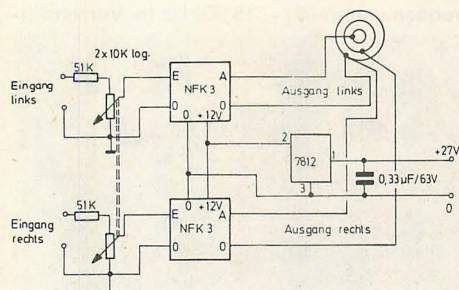 51K
2x10K log.
Eingang
links
E
A
NFK 3
0
0
0
+12V
Ausgang links
2
7812
1
+27V
3
0,33µF/63V
0
51K
0
+12V
Eingang
rechts
E
A
NFK 3
0
0
Ausgang rechts